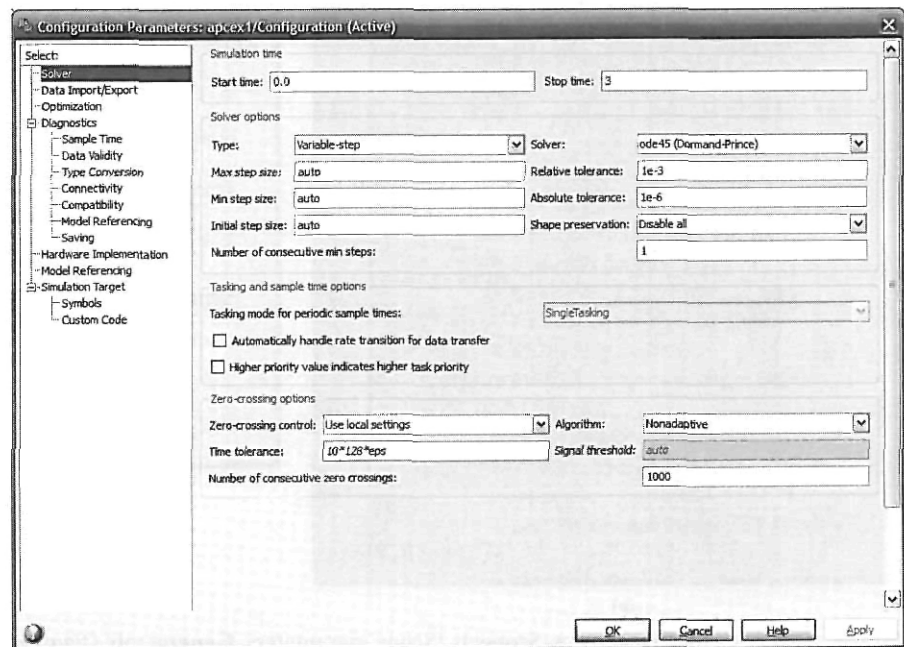 Configuration Parameters: apcex1/Configuration (Active)
Select:
Solver
Data Import/Export
Optimization
Diagnostics
Sample Time
Data Validity
Type Conversion
Connectivity
Compatibility
Model Referencing
Saving
Hardware Implementation
Model Referencing
Simulation Target
Symbols
Custom Code
Simulation time
Start time: 0.0 Stop time: 3
Solver options
Type: Variable-step Solver: ode45 (Dormand-Prince)
Max step size: auto Relative tolerance: 1e-3
Min step size: auto Absolute tolerance: 1e-6
Initial step size: auto Shape preservation: Disable all
Number of consecutive min steps: 1
Tasking and sample time options
Tasking mode for periodic sample times: SingleTasking
Automatically handle rate transition for data transfer
Higher priority value indicates higher task priority
Zero-crossing options
Zero-crossing control: Use local settings Algorithm: Nonadaptive
Time tolerance: 10*128*eps Signal threshold: auto
Number of consecutive zero crossings: 1000
OK Cancel Help Apply